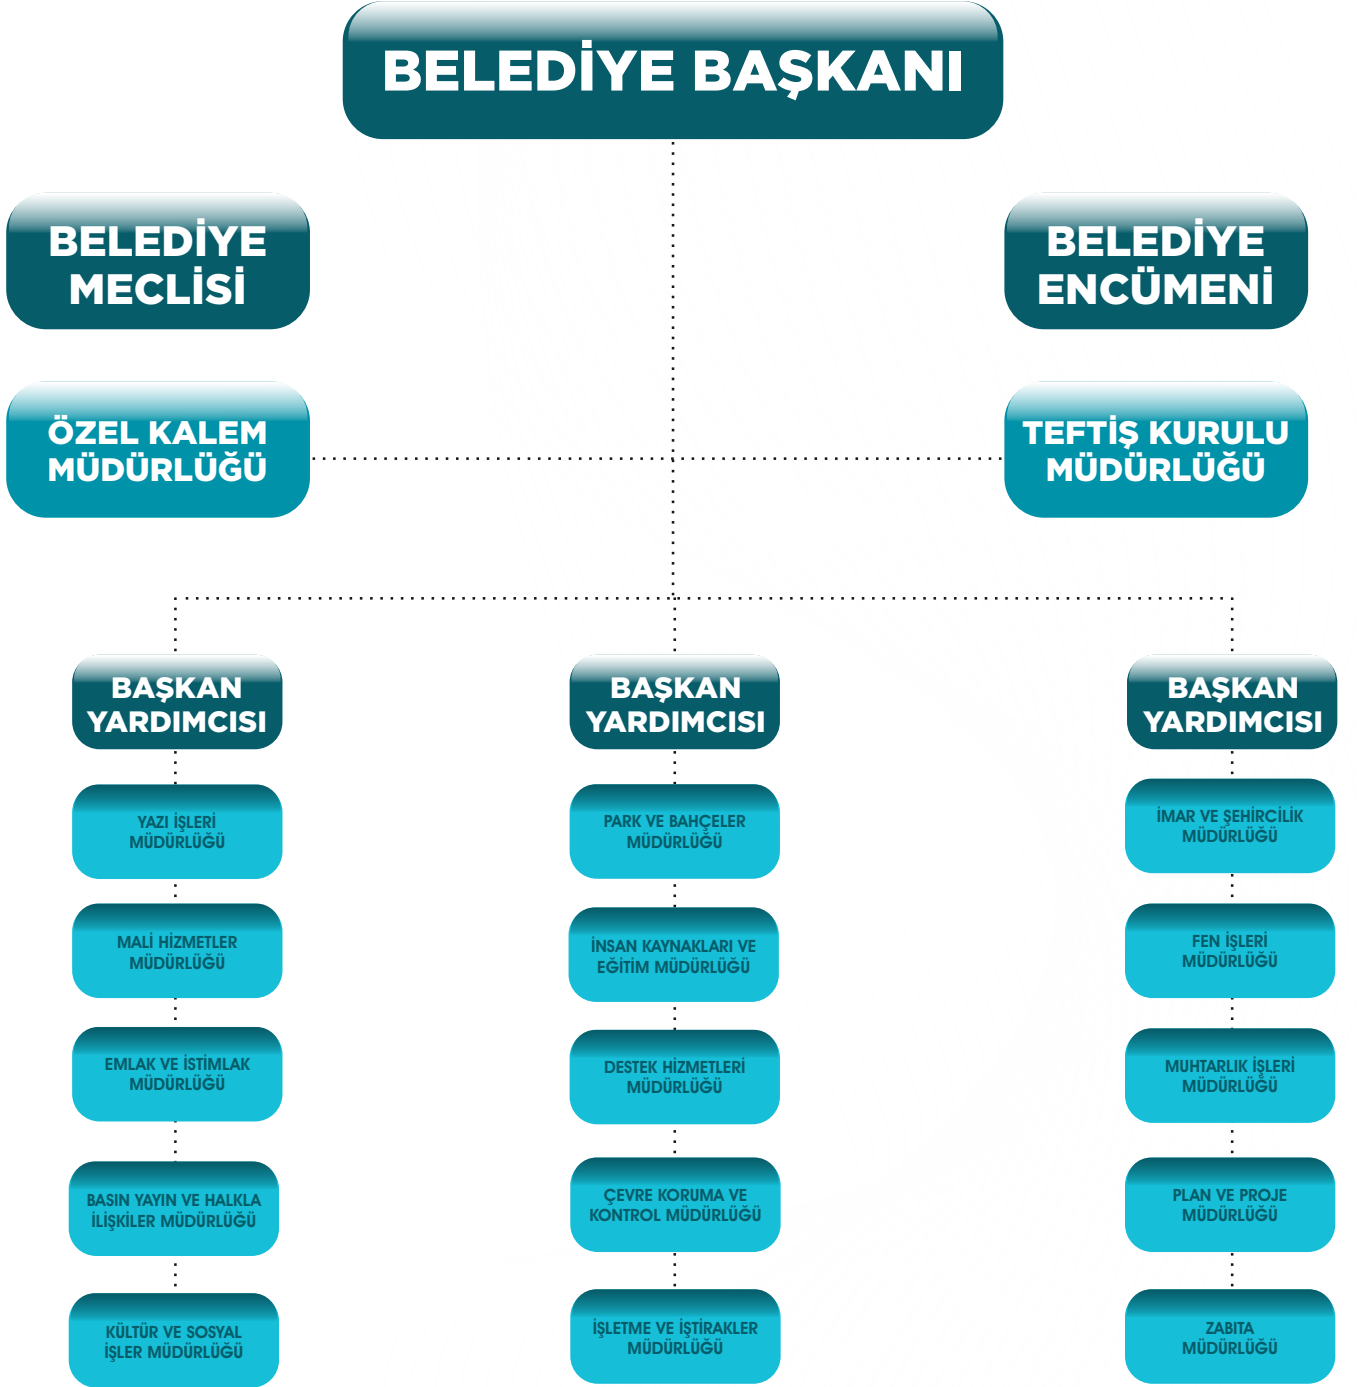 BELEDİYE BAŞKANI
BELEDİYE
MECLİSİ
BELEDİYE
ENCÜMENİ
ÖZEL KALEM
MÜDÜRLÜĞÜ
TEFTİŞ KURULU
MÜDÜRLÜĞÜ
BAŞKAN
YARDIMCISI
YAZI İŞLERİ
MÜDÜRLÜĞÜ
MALİ HİZMETLER
MÜDÜRLÜĞÜ
EMLAK VE İSTİMLAK
MÜDÜRLÜĞÜ
BASIN YAYIN VE HALKLA
İLİŞKİLER MÜDÜRLÜĞÜ
KÜLTÜR VE SOSYAL
İŞLER MÜDÜRLÜĞÜ
BAŞKAN
YARDIMCISI
PARK VE BAHÇELER
MÜDÜRLÜĞÜ
İNSAN KAYNAKLARI VE
EĞİTİM MÜDÜRLÜĞÜ
DESTEK HİZMETLERİ
MÜDÜRLÜĞÜ
ÇEVRE KORUMA VE
KONTROL MÜDÜRLÜĞÜ
İŞLETME VE İŞTİRAKLER
MÜDÜRLÜĞÜ
BAŞKAN
YARDIMCISI
İMAR VE ŞEHİRCİLİK
MÜDÜRLÜĞÜ
FEN İŞLERİ
MÜDÜRLÜĞÜ
MUHTARLIK İŞLERİ
MÜDÜRLÜĞÜ
PLAN VE PROJE
MÜDÜRLÜĞÜ
ZABITA
MÜDÜRLÜĞÜ